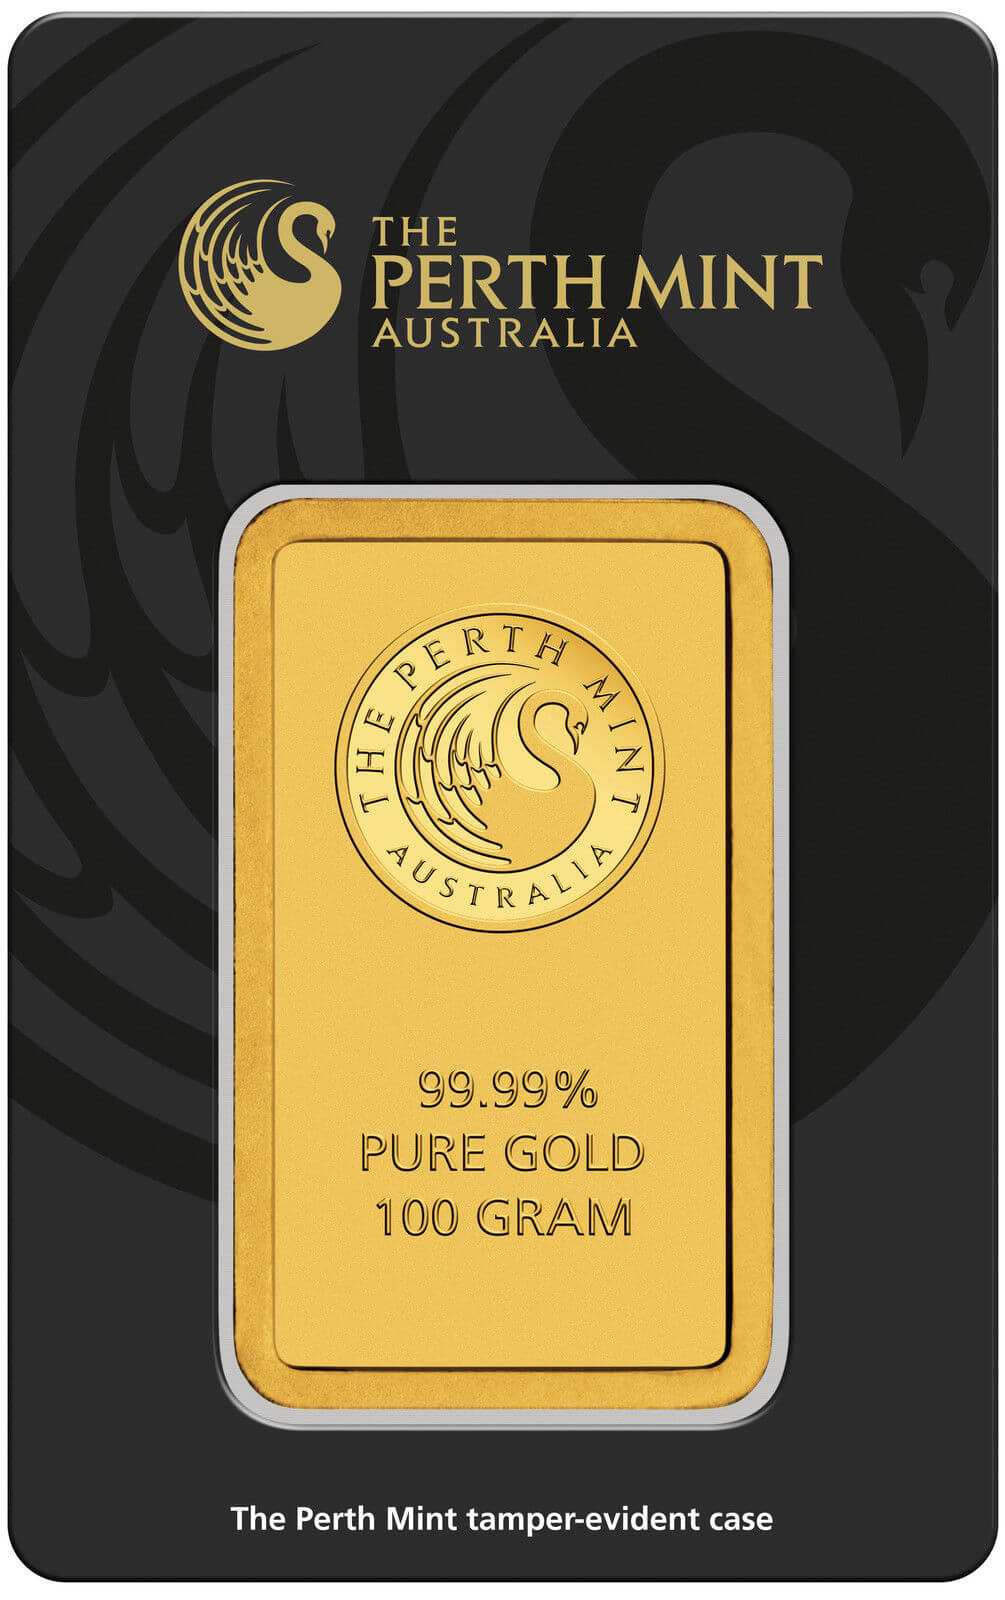 THE
PERTH MINT
AUSTRALIA
THE PERTH MINT
AUSTRALIA
99.99%
PURE GOLD
100 GRAM
The Perth Mint tamper-evident case